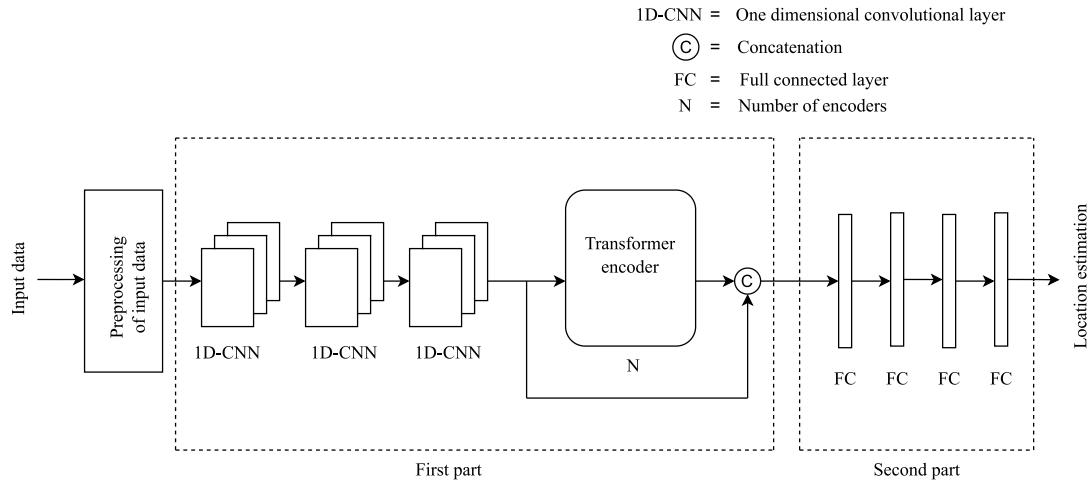 1D-CNN = One dimensional convolutional layer
C = Concatenation
FC = Full connected layer
N = Number of encoders
Input data
Preprocessing
of input data
1D-CNN
1D-CNN
1D-CNN
Transformer
encoder
N
C
FC
FC
FC
FC
Location estimation
First part
Second part